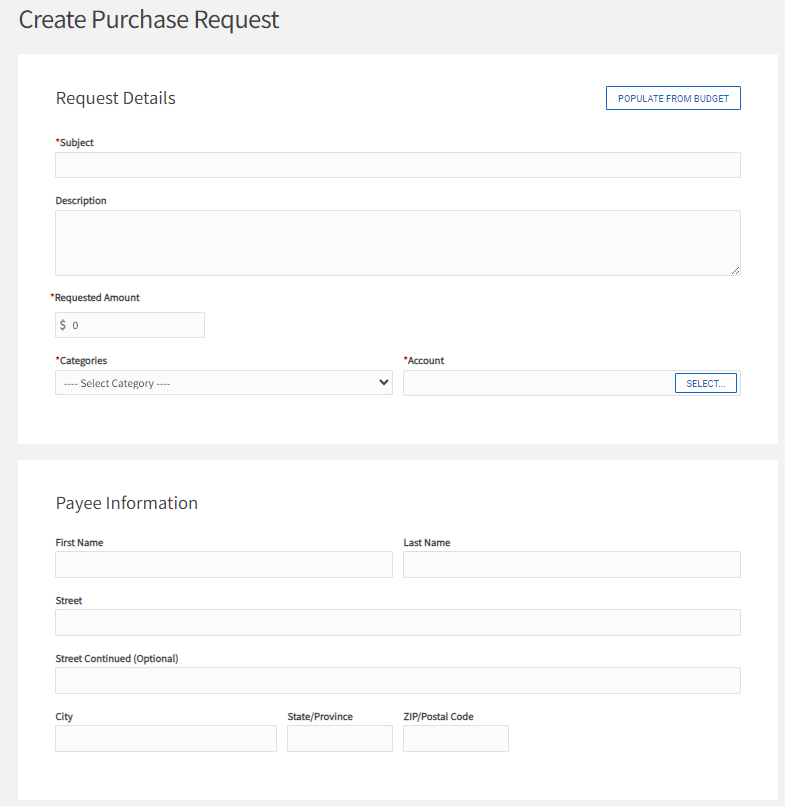 Create Purchase Request
Request Details
POPULATE FROM BUDGET
*Subject
Description
*Requested Amount
$ 0
*Categories *Account
---- Select Category ---- SELECT...
Payee Information
First Name Last Name
Street
Street Continued (Optional)
City State/Province ZIP/Postal Code